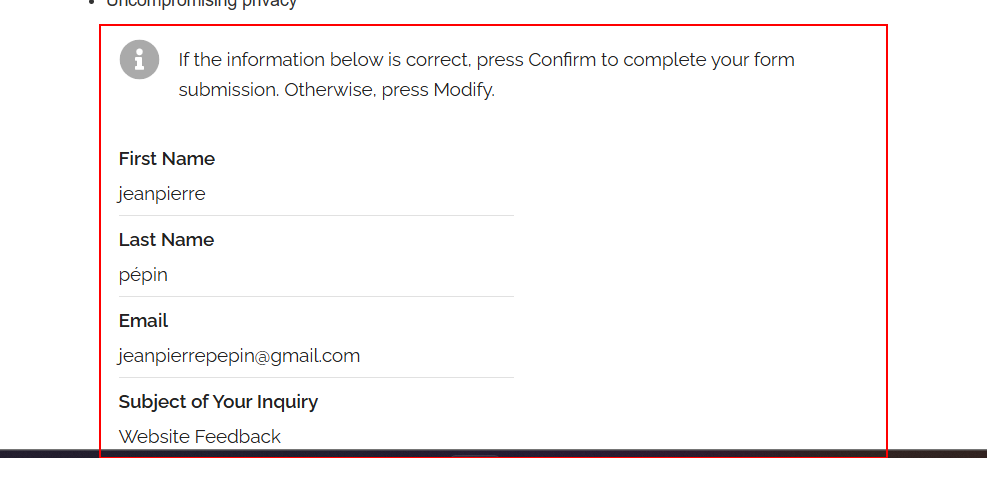 Uncompromising privacy
If the information below is correct, press Confirm to complete your form
submission. Otherwise, press Modify.
First Name
jeanpierre
Last Name
pépin
Email
jeanpierrepepin@gmail.com
Subject of Your Inquiry
Website Feedback